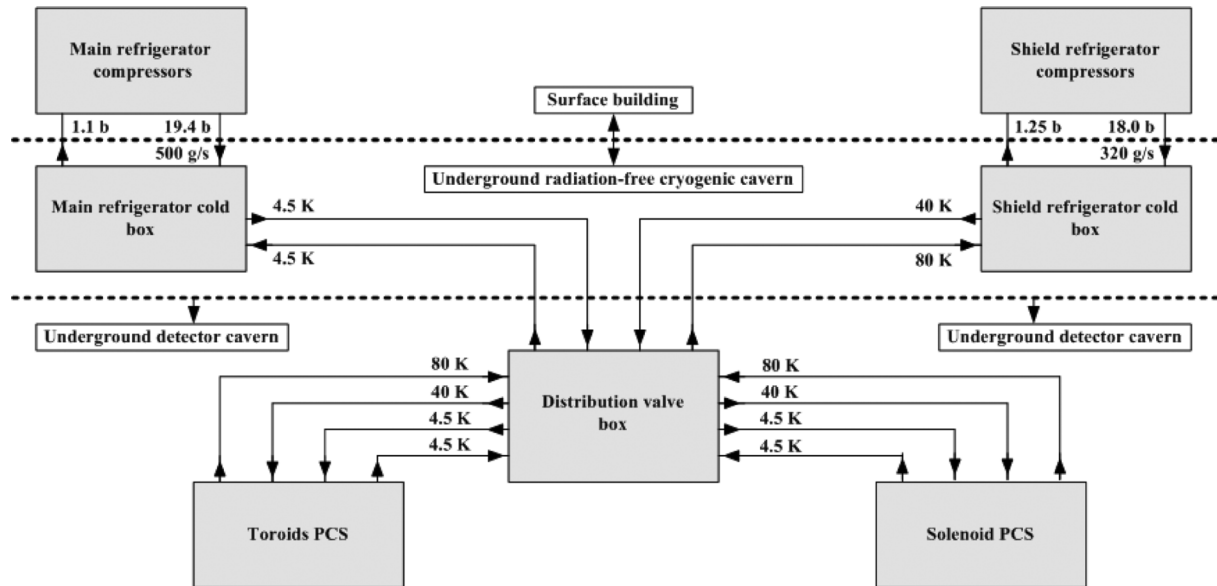 Main refrigerator
compressors
Shield refrigerator
compressors
Surface building
1.1 b
19.4 b
1.25 b
18.0 b
500 g/s
320 g/s
Underground radiation-free cryogenic cavern
Main refrigerator cold
box
4.5 K
4.5 K
40 K
80 K
Shield refrigerator cold
box
Underground detector cavern
Underground detector cavern
80 K
40 K
4.5 K
4.5 K
Distribution valve
box
80 K
40 K
4.5 K
4.5 K
Toroids PCS
Solenoid PCS